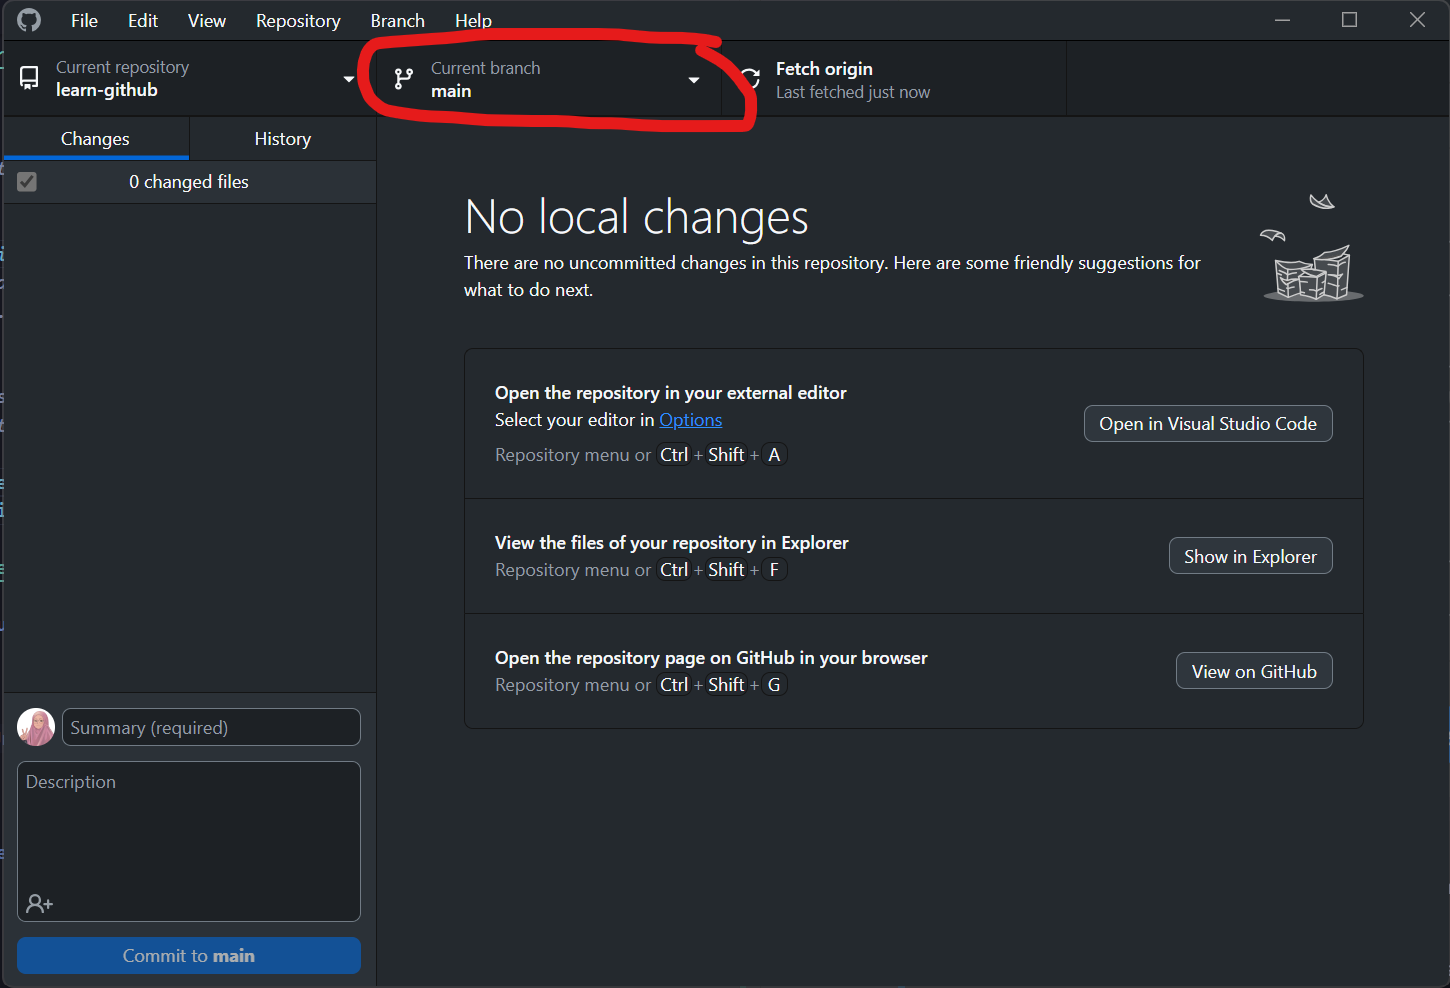 File Edit View Repository Branch Help
Current repository
learn-github
Current branch
main
Fetch origin
Last fetched just now
Changes History
0 changed files
No local changes
There are no uncommitted changes in this repository. Here are some friendly suggestions for
what to do next.
Open the repository in your external editor
Select your editor in Options
Repository menu or Ctrl + Shift + A
Open in Visual Studio Code
View the files of your repository in Explorer
Repository menu or Ctrl + Shift + F
Show in Explorer
Open the repository page on GitHub in your browser
Repository menu or Ctrl + Shift + G
View on GitHub
Summary (required)
Description
Commit to main